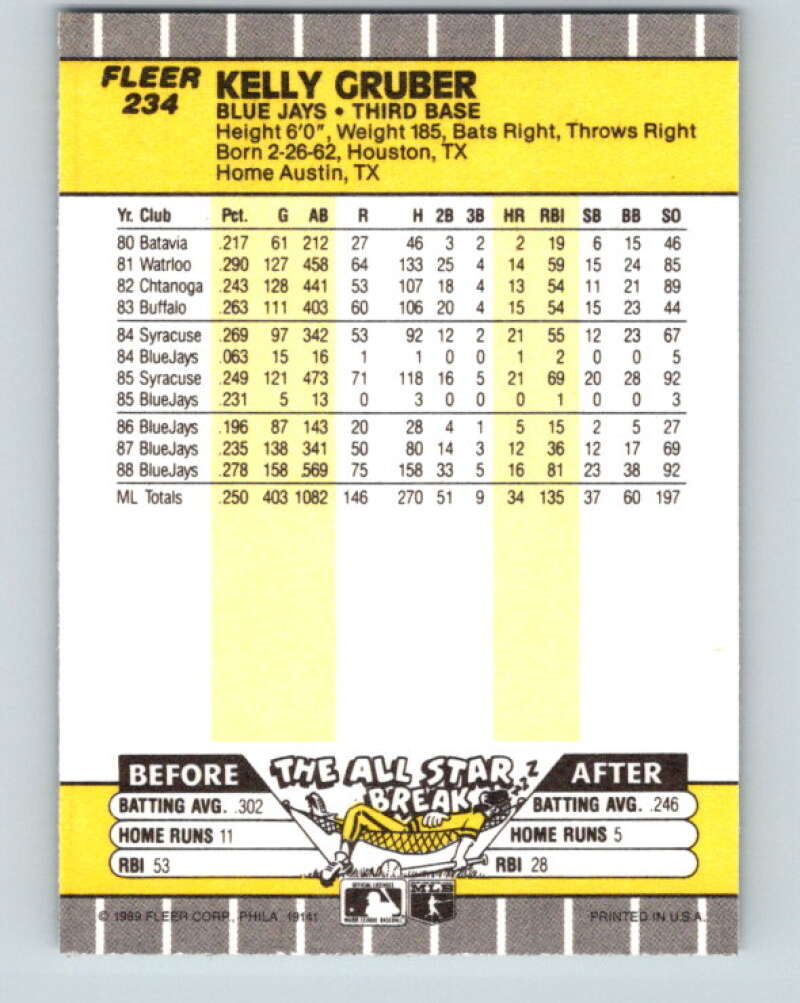 FLEER
234
KELLY GRUBER
BLUE JAYS • THIRD BASE
Height 6'0", Weight 185, Bats Right, Throws Right
Born 2-26-62, Houston, TX
Home Austin, TX
Yr. Club Pct. G AB R H 2B 3B HR RBI SB BB SO
80 Batavia .217 61 212 27 46 3 2 2 19 6 15 46
81 Watrloo .290 127 458 64 133 25 4 14 59 15 24 85
82 Chtanoga .243 128 441 53 107 18 4 13 54 11 21 89
83 Buffalo .263 111 403 60 106 20 4 15 54 15 23 44
84 Syracuse .269 97 342 53 92 12 2 21 55 12 23 67
84 BlueJays .063 15 16 1 1 0 0 1 2 0 0 5
85 Syracuse .249 121 473 71 118 16 5 21 69 20 28 92
85 BlueJays .231 5 13 0 3 0 0 0 1 0 0 3
86 BlueJays .196 87 143 20 28 4 1 5 15 2 5 27
87 BlueJays .235 138 341 50 80 14 3 12 36 12 17 69
88 BlueJays .278 158 569 75 158 33 5 16 81 23 38 92
ML Totals .250 403 1082 146 270 51 9 34 135 37 60 197
BEFORE THE ALL STAR BREAK zzzz AFTER
BATTING AVG. .302 BATTING AVG. .246
HOME RUNS 11 HOME RUNS 5
RBI 53 RBI 28
OFFICIAL LICENSEE
MAJOR LEAGUE BASEBALL
MLB
© 1989 FLEER CORP., PHILA. 19141 PRINTED IN U.S.A.